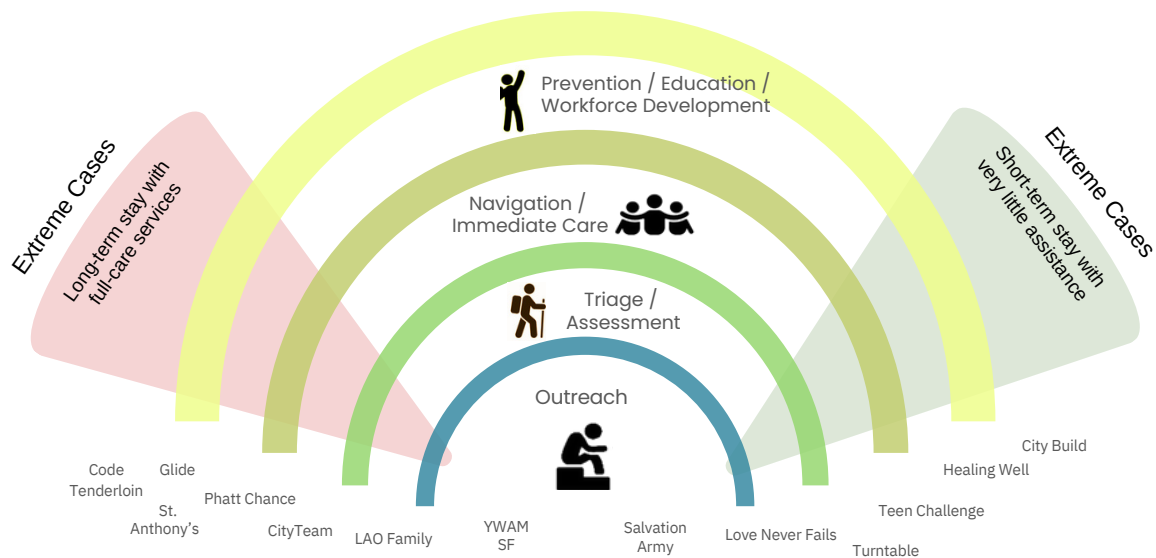 Prevention / Education /
Workforce Development
Extreme Cases
Long-term stay with
full-care services
Extreme Cases
Short-term stay with
very little assistance
Navigation /
Immediate Care
Triage /
Assessment
Outreach
Code
Tenderloin
Glide
St.
Anthony’s
Phatt Chance
CityTeam
LAO Family
YWAM
SF
Salvation
Army
Love Never Fails
Turntable
Teen Challenge
Healing Well
City Build